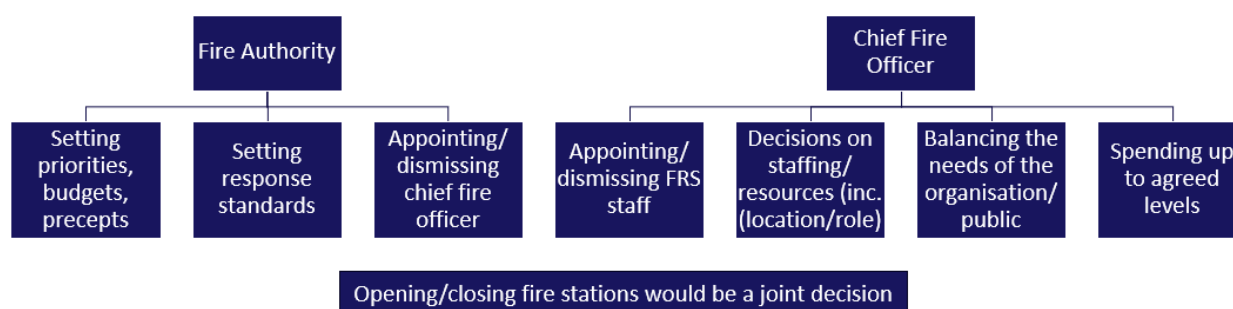 Fire Authority
Chief Fire
Officer
Setting
priorities,
budgets,
precepts
Setting
response
standards
Appointing/
dismissing
chief fire
officer
Appointing/
dismissing FRS
staff
Decisions on
staffing/
resources (inc.
(location/role)
Balancing the
needs of the
organisation/
public
Spending up
to agreed
levels
Opening/closing fire stations would be a joint decision